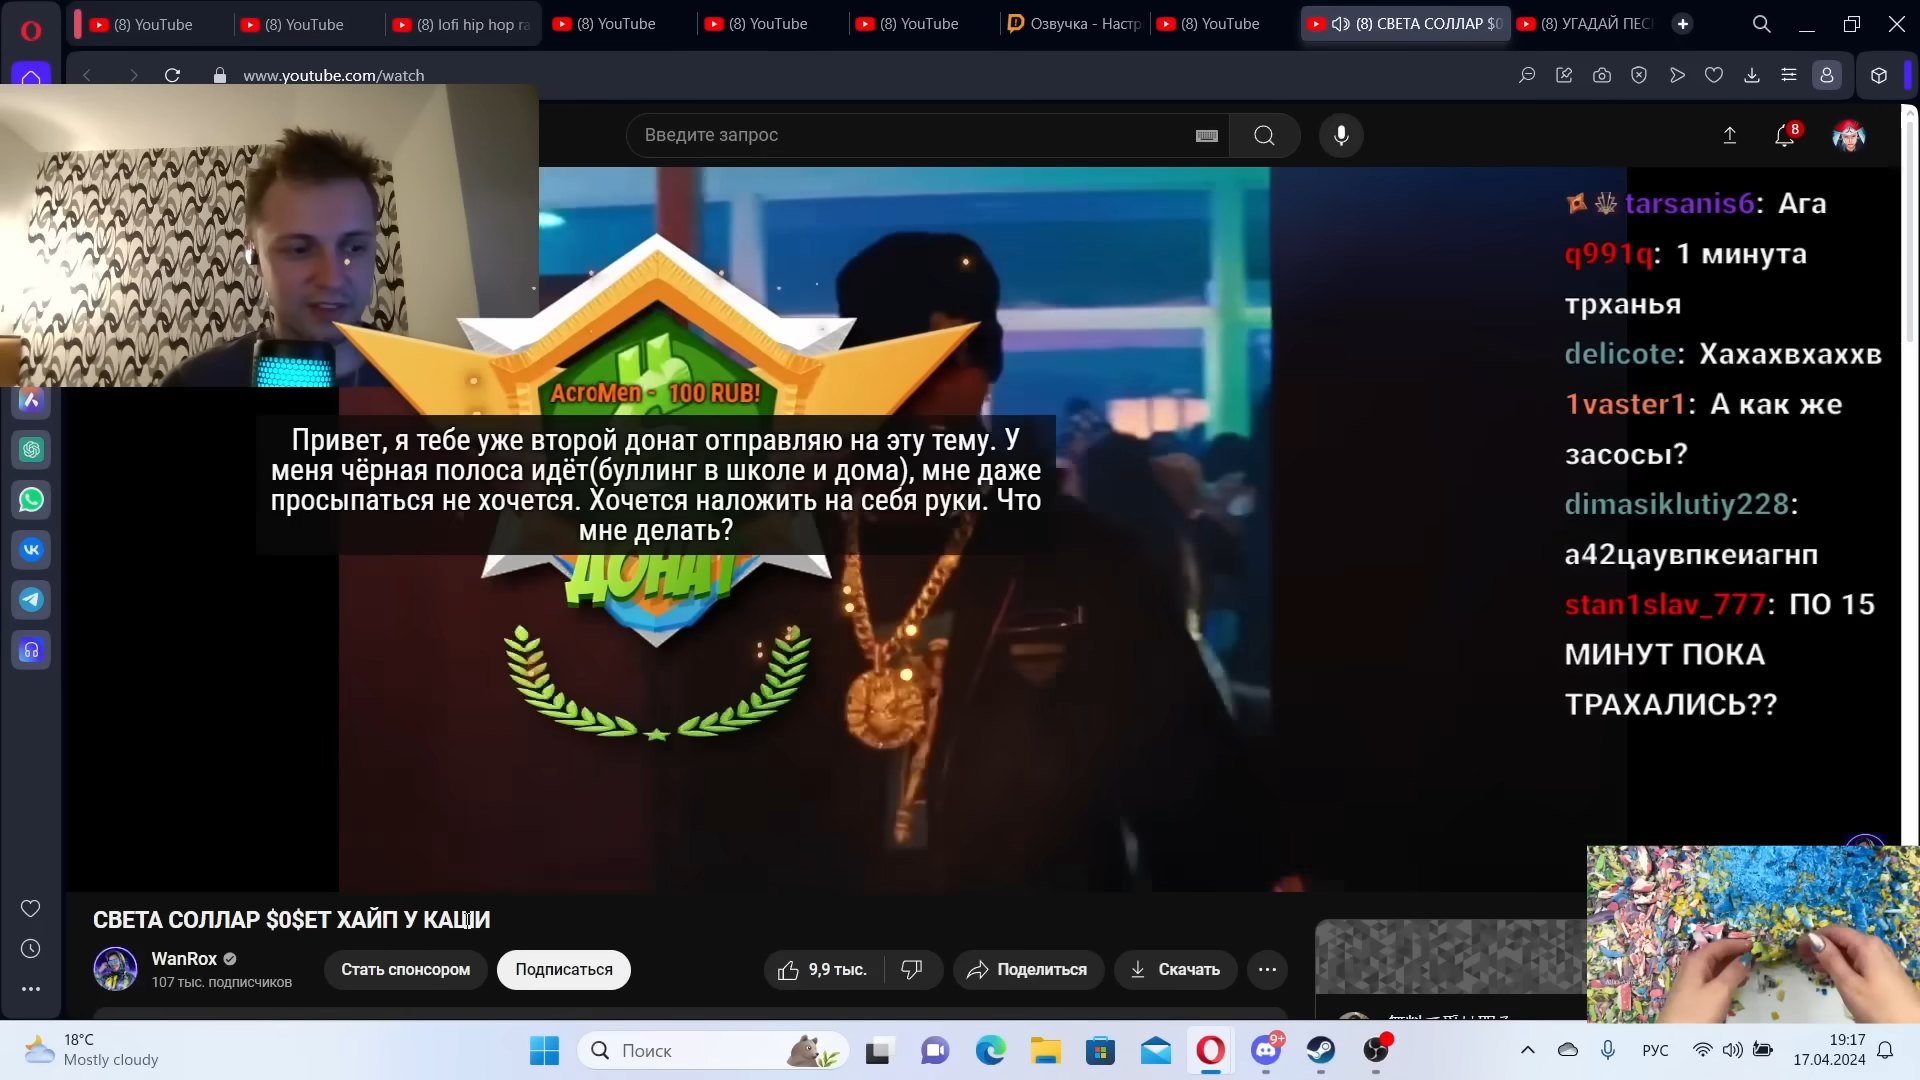 (8) YouTube
(8) YouTube
(8) lofi hip hop ra
(8) YouTube
(8) YouTube
(8) YouTube
Озвучка - Настр
(8) YouTube
(8) СВЕТА СОЛЛАР $0
(8) УГАДАЙ ПЕС
www.youtube.com/watch
Введите запрос
8
tarsanis6: Ага
q991q: 1 минута
трханья
delicote: Хахахвхаххв
1vaster1: А как же
засосы?
dimasiklutiy228:
а42цаувпкеиагнп
stan1slav_777: ПО 15
МИНУТ ПОКА
ТРАХАЛИСЬ??
AcroMen - 100 RUB!
Привет, я тебе уже второй донат отправляю на эту тему. У
меня чёрная полоса идёт(буллинг в школе и дома), мне даже
просыпаться не хочется. Хочется наложить на себя руки. Что
мне делать?
ДОНАТ
СВЕТА СОЛЛАР $0$ЕТ ХАЙП У КАШИ
WanRox
107 тыс. подписчиков
Стать спонсором
Подписаться
9,9 тыс.
Поделиться
Скачать
18°C
Mostly cloudy
Поиск
9+
РУС
19:17
17.04.2024